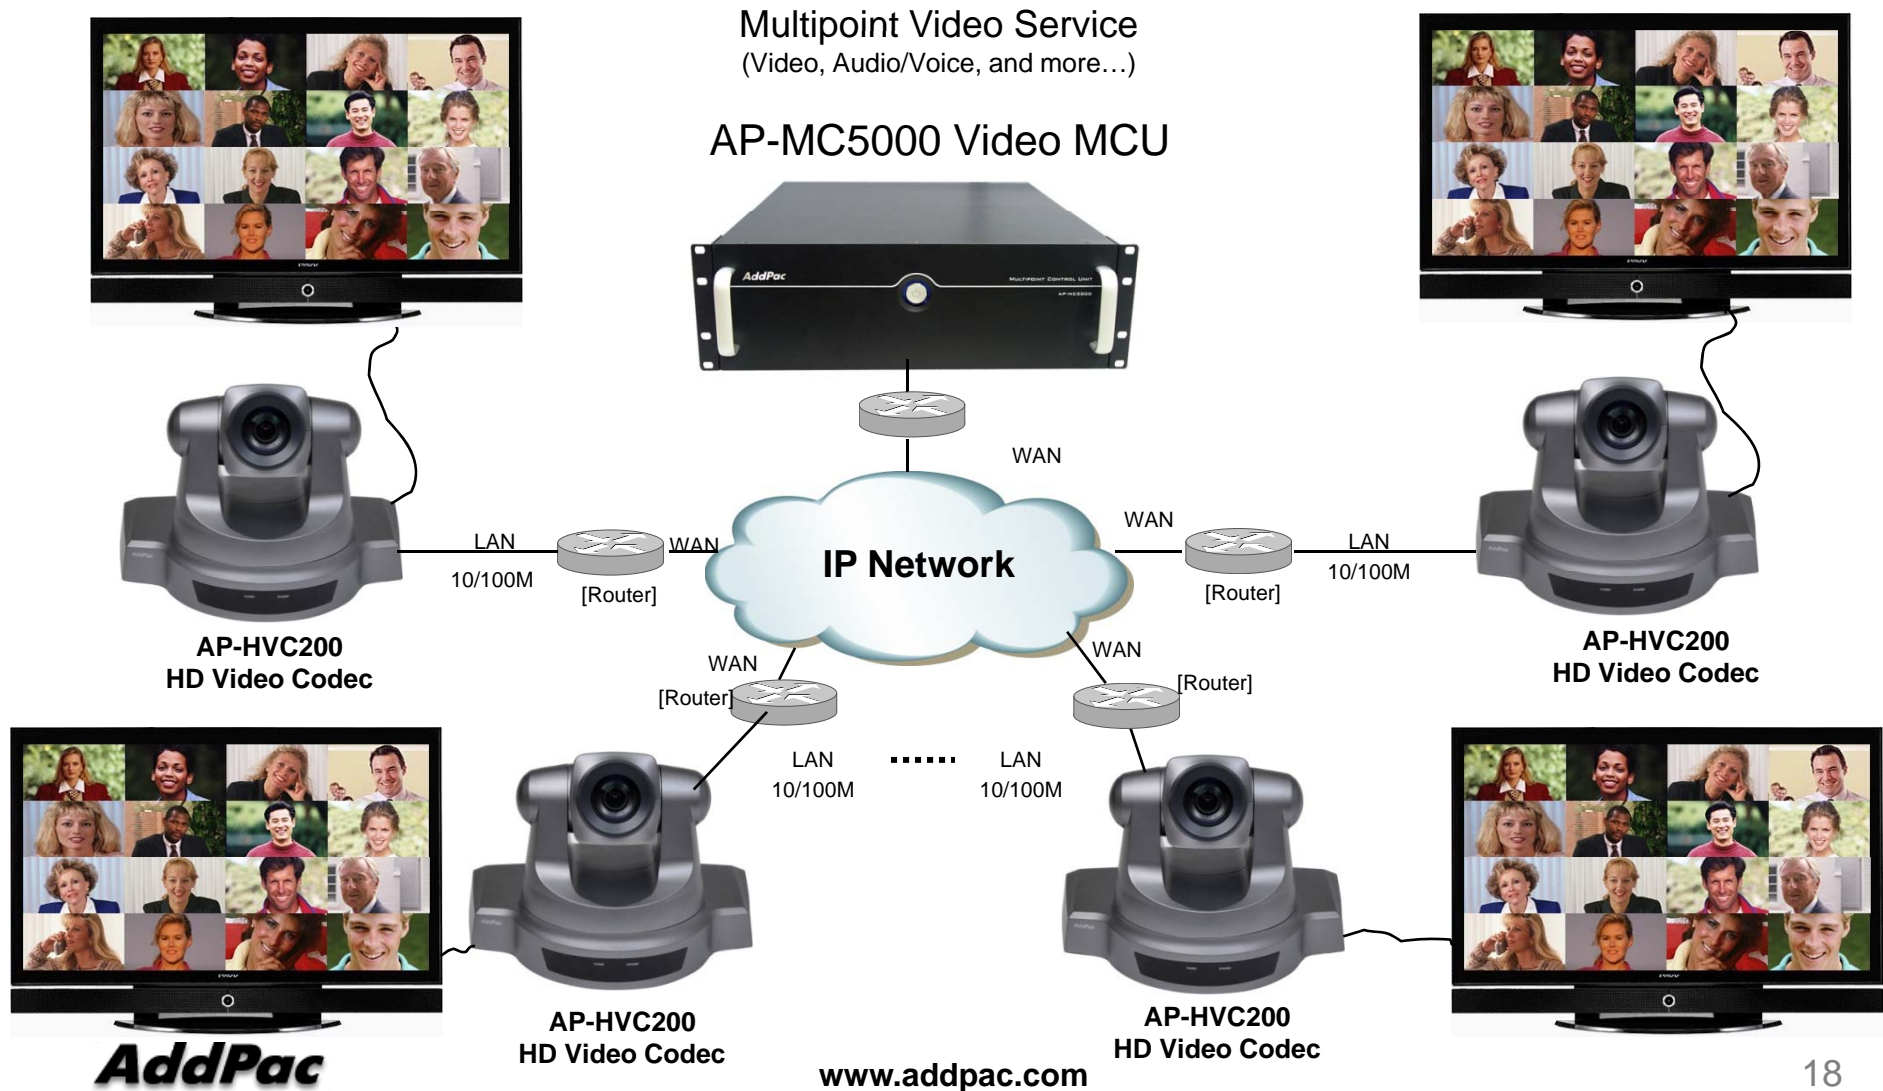 Multipoint Video Service
(Video, Audio/Voice, and more…)
AP-MC5000 Video MCU
AddPac
MULTIPOINT CONTROL UNIT
WAN
LAN
10/100M
[Router]
WAN
IP Network
WAN
[Router]
LAN
10/100M
AP-HVC200
HD Video Codec
AP-HVC200
HD Video Codec
WAN
[Router]
WAN
[Router]
LAN
10/100M
LAN
10/100M
AP-HVC200
HD Video Codec
AP-HVC200
HD Video Codec
AddPac
www.addpac.com
18